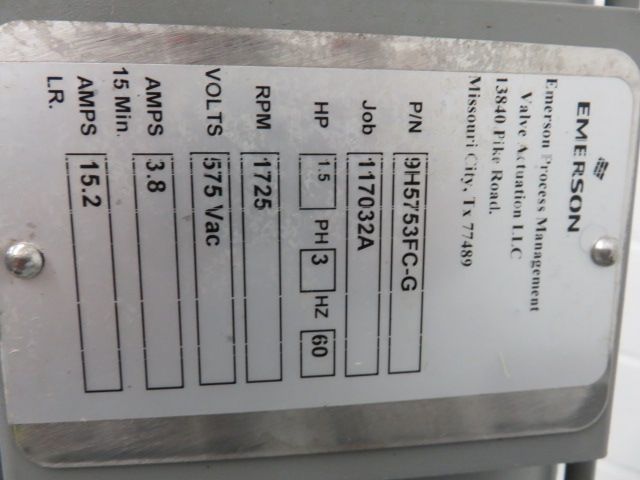 EMERSON
Emerson Process Management
Valve Actuation LLC
13840 Pike Road.
Missouri City, Tx 77489
P/N 9H5753FC-G
Job 117032A
HP 1.5 PH 3 HZ 60
RPM 1725
VOLTS 575 Vac
AMPS 3.8
15 Min.
AMPS 15.2
L.R.